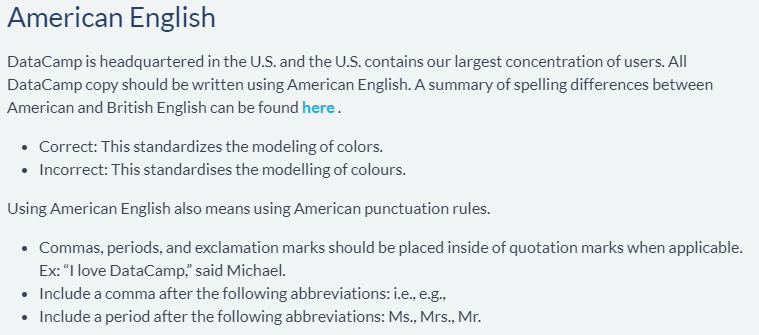 American English
DataCamp is headquartered in the U.S. and the U.S. contains our largest concentration of users. All
DataCamp copy should be written using American English. A summary of spelling differences between
American and British English can be found here .
• Correct: This standardizes the modeling of colors.
• Incorrect: This standardises the modelling of colours.
Using American English also means using American punctuation rules.
• Commas, periods, and exclamation marks should be placed inside of quotation marks when applicable.
Ex: “I love DataCamp,” said Michael.
• Include a comma after the following abbreviations: i.e., e.g.,
• Include a period after the following abbreviations: Ms., Mrs., Mr.